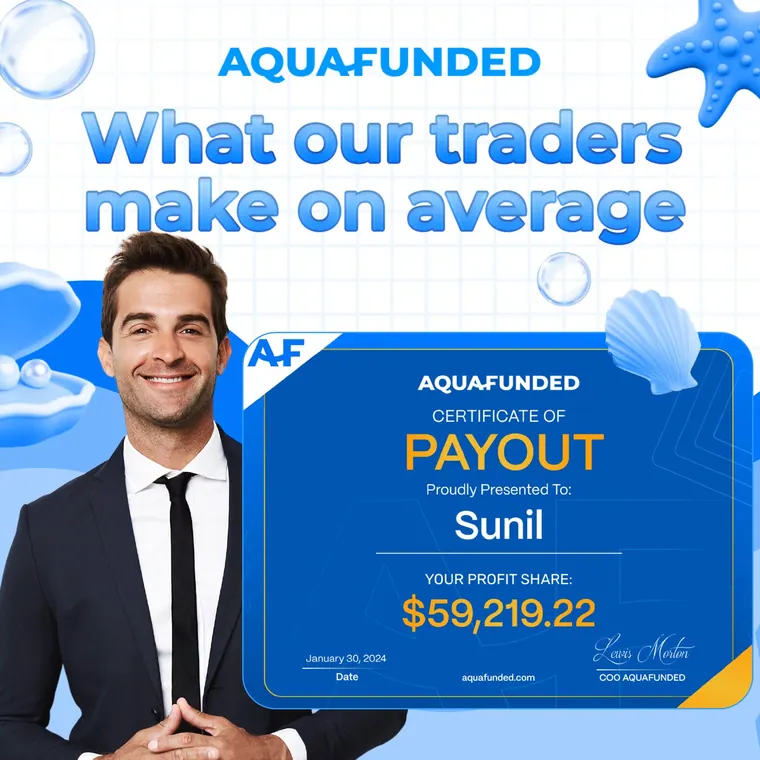 AQUAFUNDED
What our traders
make on average
AF
AQUAFUNDED
CERTIFICATE OF
PAYOUT
Proudly Presented To:
Sunil
YOUR PROFIT SHARE:
$59,219.22
January 30, 2024
Date
aquafunded.com
Lewis Morton
COO AQUAFUNDED